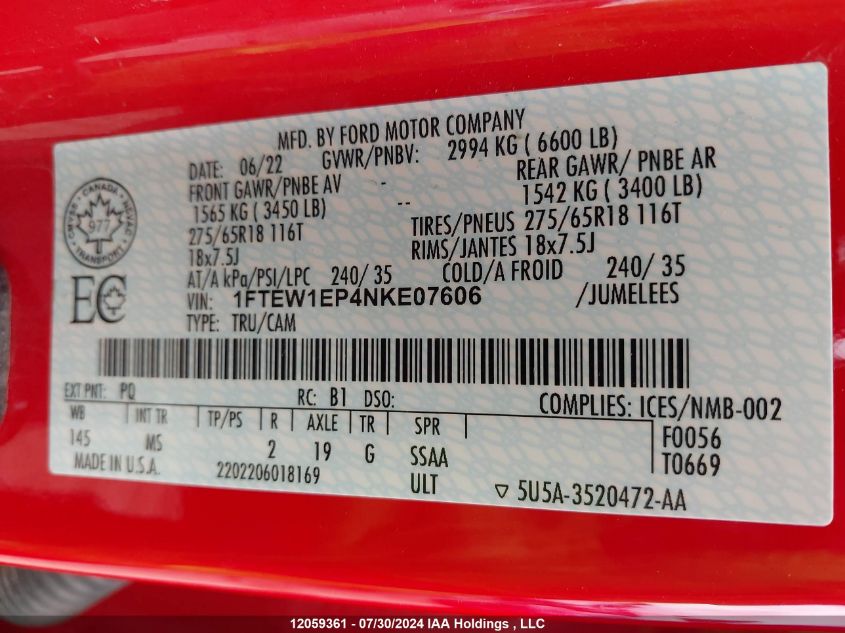 MFD. BY FORD MOTOR COMPANY
DATE: 06/22 GVWR/PNBV: 2994 KG ( 6600 LB)
FRONT GAWR/PNBE AV - REAR GAWR/ PNBE AR
1565 KG ( 3450 LB) -- 1542 KG ( 3400 LB)
275/65R18 116T TIRES/PNEUS 275/65R18 116T
18x7.5J RIMS/JANTES 18x7.5J
AT/A kPa/PSI/LPC 240/ 35 COLD/A FROID 240/ 35
VIN: 1FTEW1EP4NKE07606 /JUMELEES
TYPE: TRU/CAM
CANADA
977
TRANSPORT
EC
EXT PNT: PQ RC: B1 DSO: COMPLIES: ICES/NMB-002
WB INT TR TP/PS R AXLE TR SPR F0056
145 MS 2 19 G SSAA T0669
MADE IN U.S.A. 2202206018169 ULT ▽ 5U5A-3520472-AA
12059361 - 07/30/2024 IAA Holdings , LLC